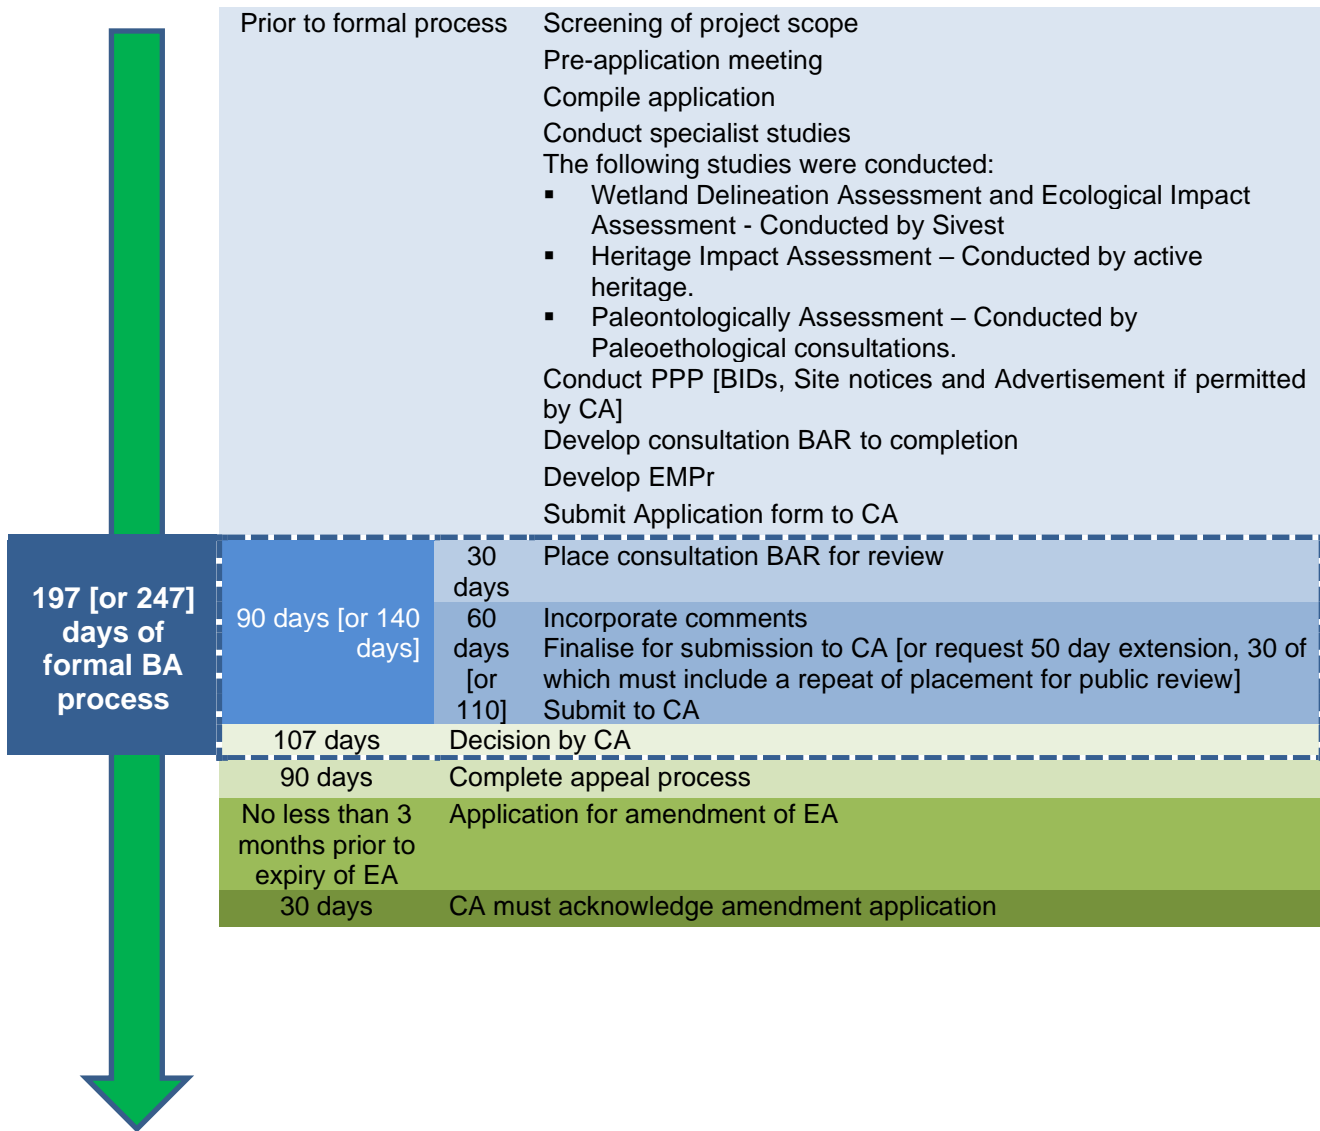 Prior to formal process
Screening of project scope
Pre-application meeting
Compile application
Conduct specialist studies
The following studies were conducted:
▪ Wetland Delineation Assessment and Ecological Impact
Assessment - Conducted by Sivest
▪ Heritage Impact Assessment – Conducted by active
heritage.
▪ Paleontologically Assessment – Conducted by
Paleoethological consultations.
Conduct PPP [BIDs, Site notices and Advertisement if permitted
by CA]
Develop consultation BAR to completion
Develop EMPr
Submit Application form to CA
197 [or 247]
days of
formal BA
process
90 days [or 140
days]
30
days
Place consultation BAR for review
60
days
[or
110]
Incorporate comments
Finalise for submission to CA [or request 50 day extension, 30 of
which must include a repeat of placement for public review]
Submit to CA
107 days
Decision by CA
90 days
Complete appeal process
No less than 3
months prior to
expiry of EA
Application for amendment of EA
30 days
CA must acknowledge amendment application